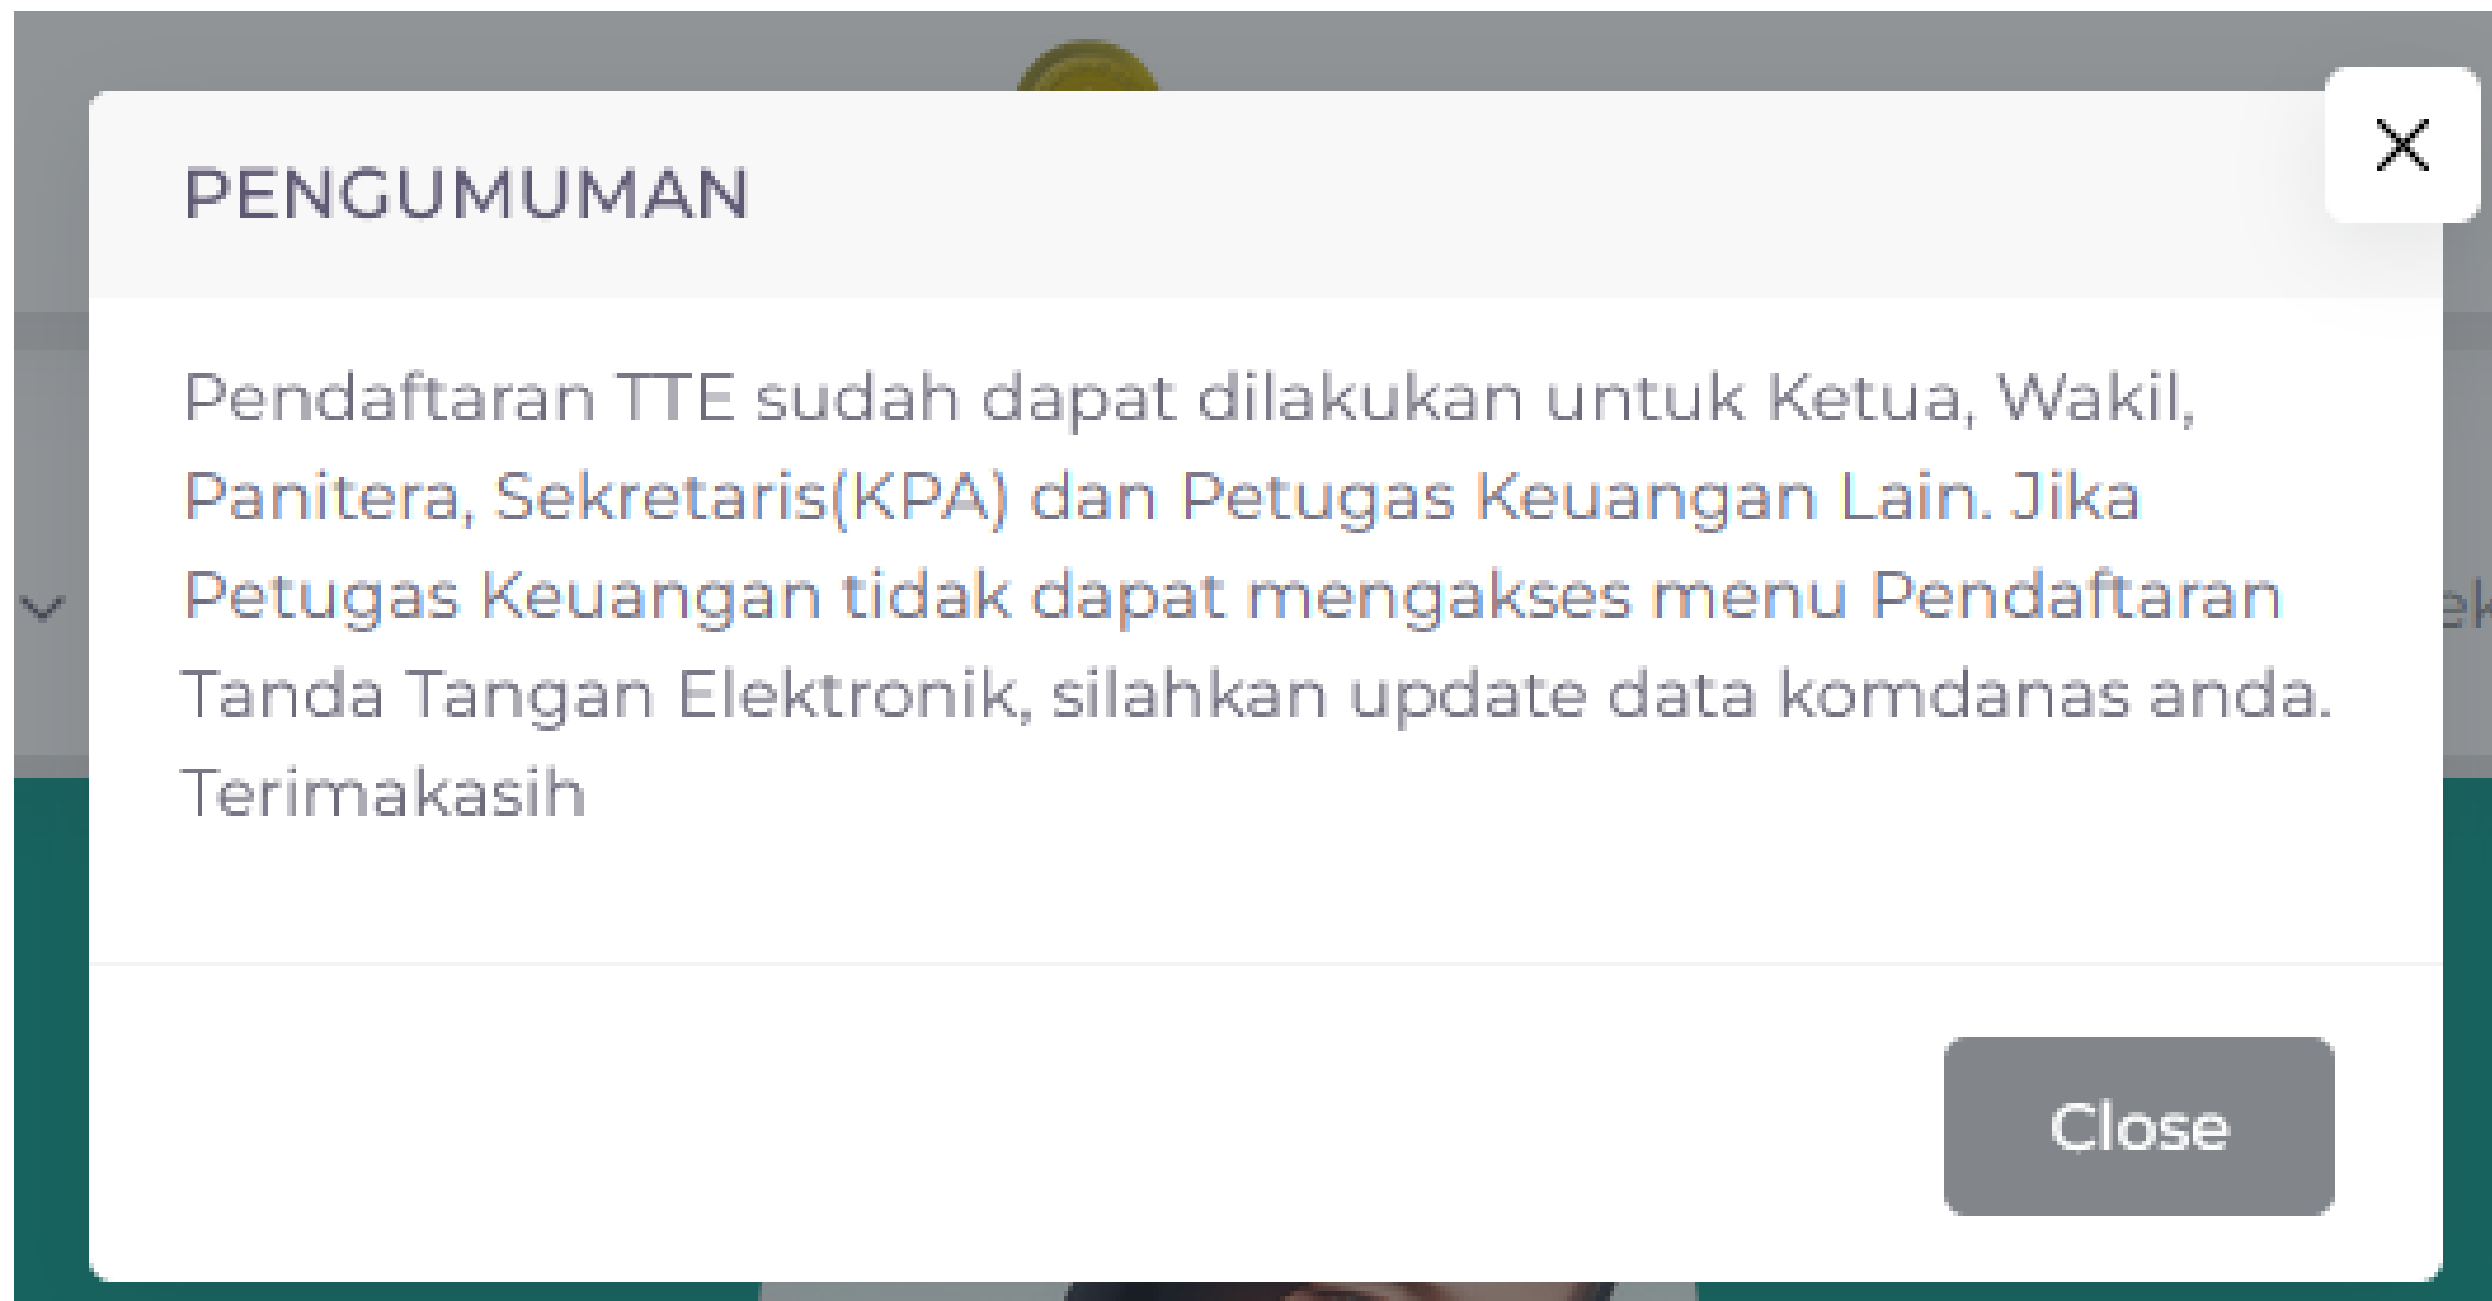 PENGUMUMAN
Pendaftaran TTE sudah dapat dilakukan untuk Ketua, Wakil,
Panitera, Sekretaris(KPA) dan Petugas Keuangan Lain. Jika
Petugas Keuangan tidak dapat mengakses menu Pendaftaran
Tanda Tangan Elektronik, silahkan update data komdanas anda.
Terimakasih
Close